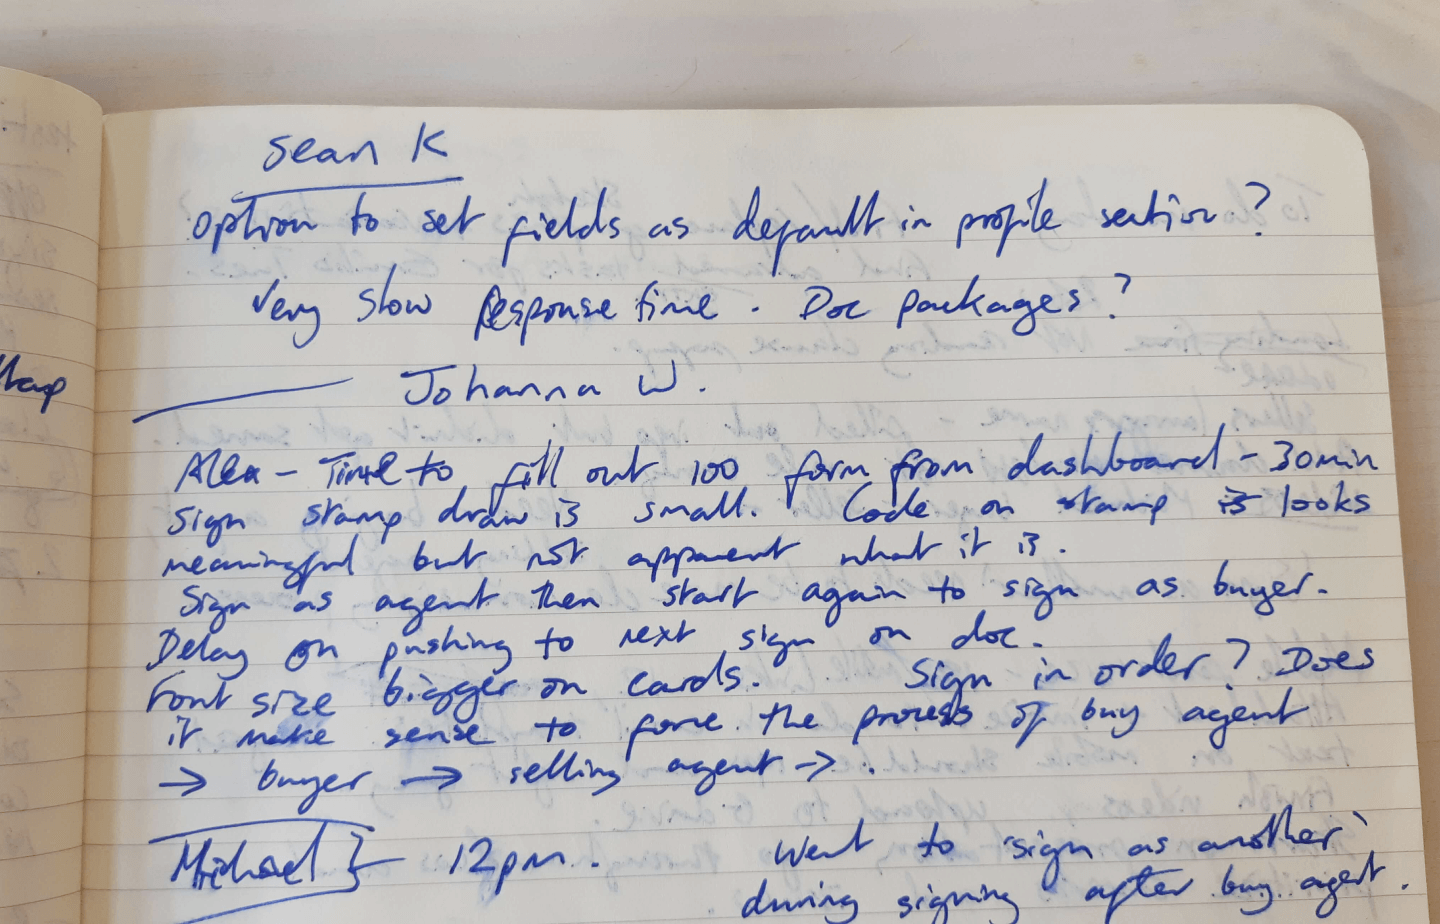 Sean K
option to set fields as default in profile section?
Very slow Response time. Doc packages?
Johanna W.
Alex - Time to fill out 100 form from dashboard - 30min
Sign stamp draw is small. Code on stamp is looks
meaningful but not apparent what it is.
Sign as agent then start again to sign as buyer.
Delay on pushing to next sign on doc.
Font size bigger on cards. Sign in order? Does
it make sense to force the process of buy agent
→ buyer → selling agent → .
Michael } 12pm. Went to 'sign as another'
during signing after buy agent.